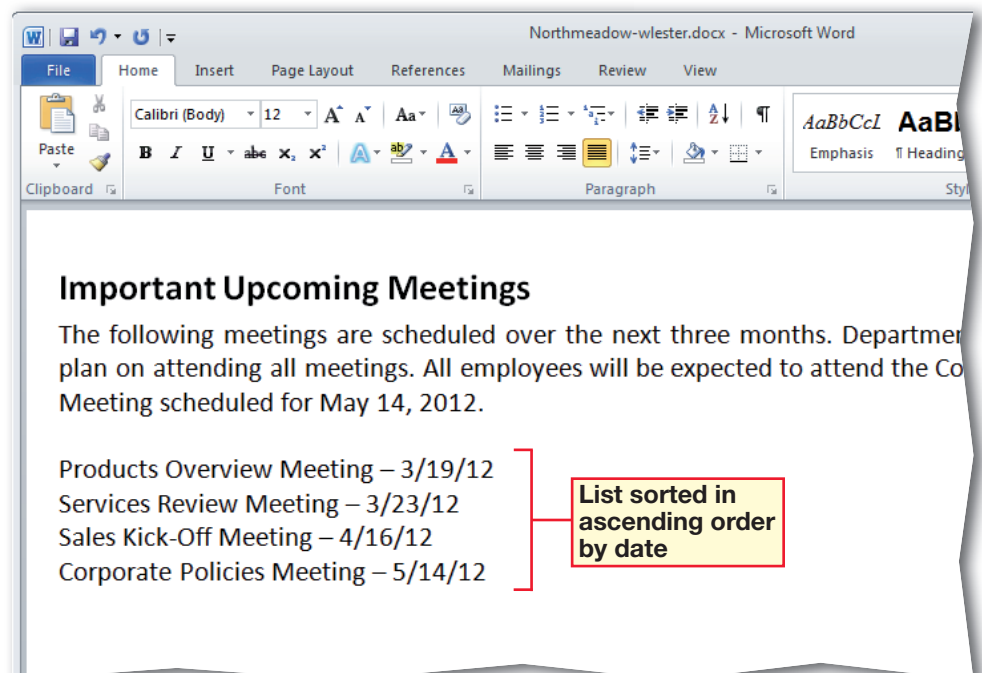 Northmeadow-wlester.docx - Microsoft Word
File Home Insert Page Layout References Mailings Review View
Calibri (Body) 12 A A Aa
Paste B I U abc x₂ x² A ab A
AaBbCcI AaBb
Emphasis ¶ Heading
Clipboard Font Paragraph
Important Upcoming Meetings
The following meetings are scheduled over the next three months.
plan on attending all meetings. All employees will be expected to attend the
Meeting scheduled for May 14, 2012.
Products Overview Meeting – 3/19/12
Services Review Meeting – 3/23/12
Sales Kick-Off Meeting – 4/16/12
Corporate Policies Meeting – 5/14/12
List sorted in
ascending order
by date